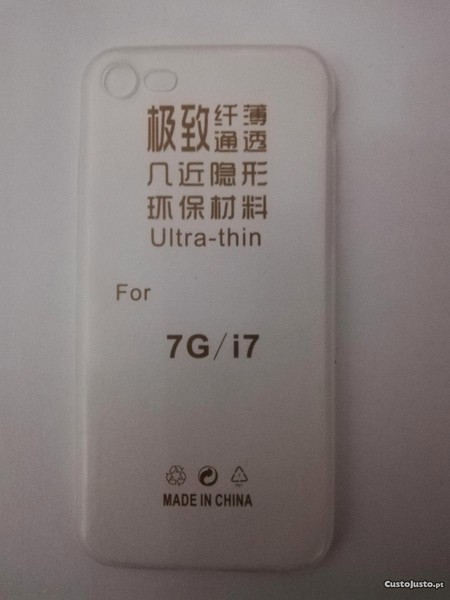 极致纤薄通透
几近隐形
环保材料
Ultra-thin
For
7G/i7
MADE IN CHINA
CustoJusto.pt